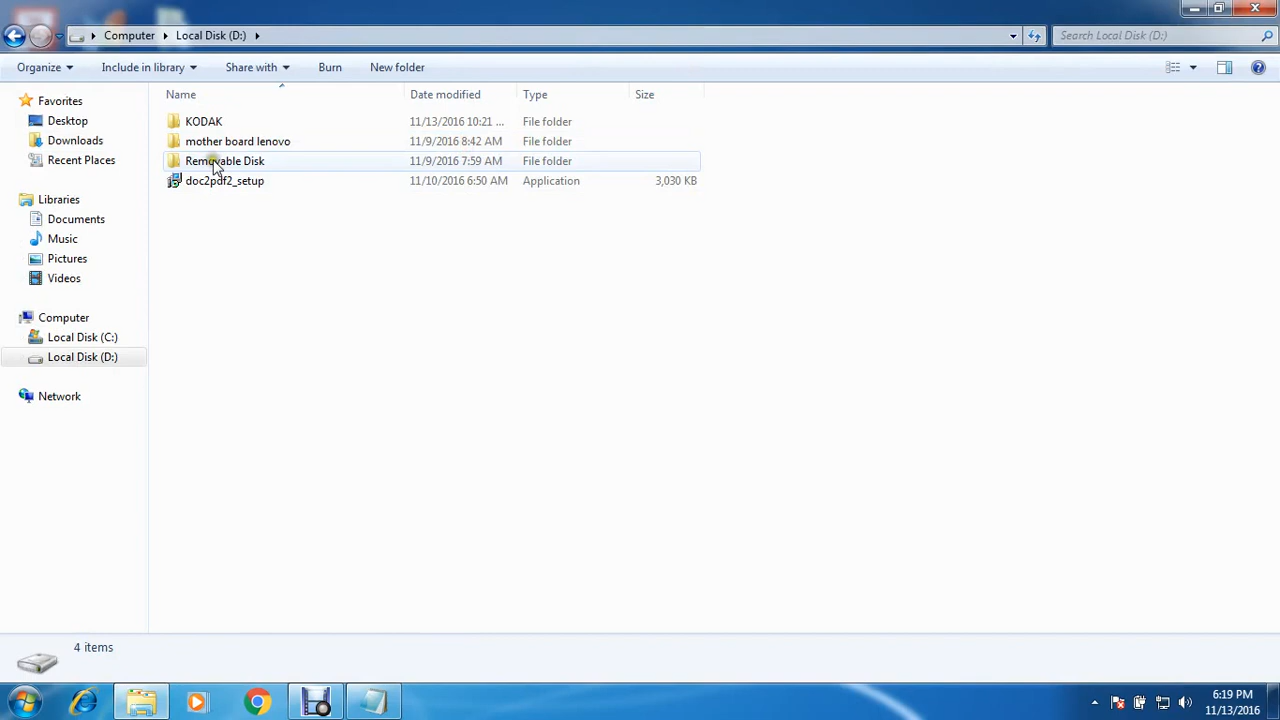 Computer Local Disk (D:) Search Local Disk (D:)
Organize Include in library Share with Burn New folder
Name Date modified Type Size
KODAK 11/13/2016 10:21 ... File folder
mother board lenovo 11/9/2016 8:42 AM File folder
Removable Disk 11/9/2016 7:59 AM File folder
doc2pdf2_setup 11/10/2016 6:50 AM Application 3,030 KB
Favorites
Desktop
Downloads
Recent Places
Libraries
Documents
Music
Pictures
Videos
Computer
Local Disk (C:)
Local Disk (D:)
Network
4 items
6:19 PM
11/13/2016